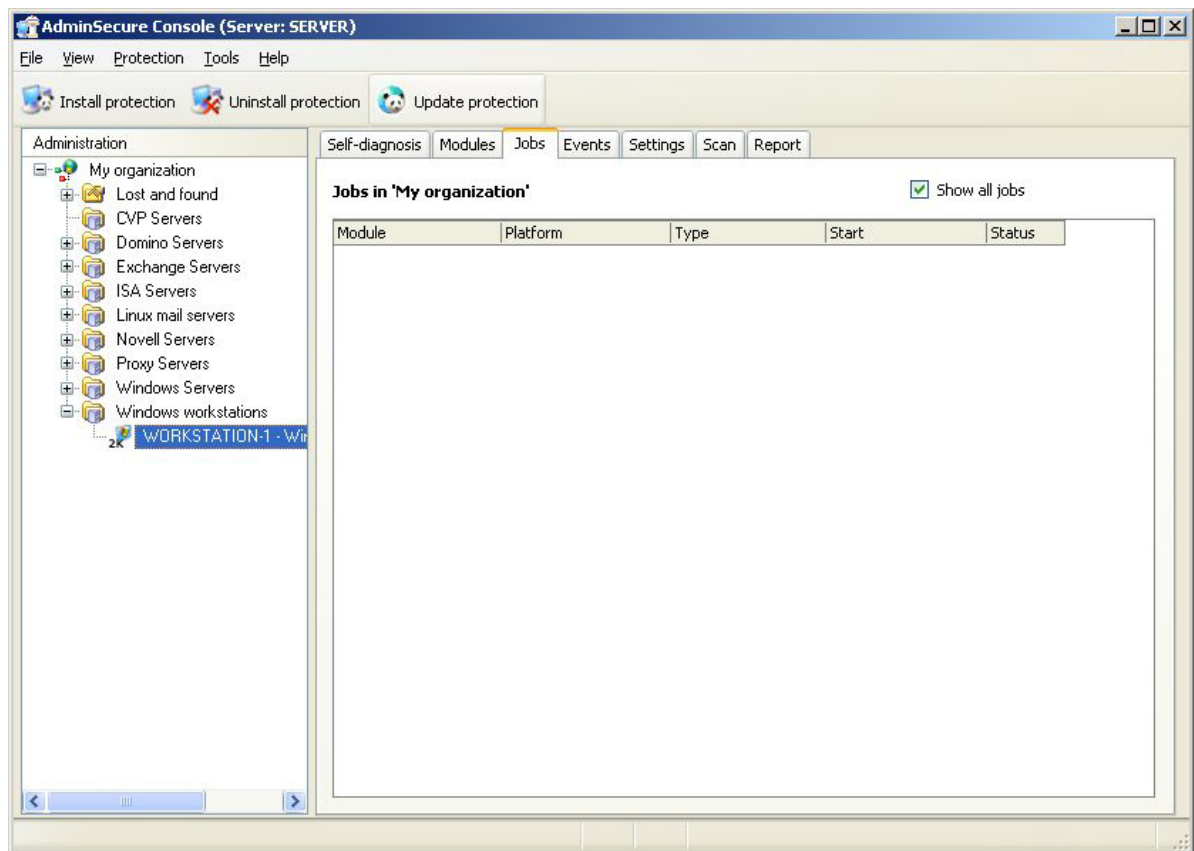 AdminSecure Console (Server: SERVER)
File View Protection Tools Help
Install protection Uninstall protection Update protection
Administration
My organization
Lost and found
CVP Servers
Domino Servers
Exchange Servers
ISA Servers
Linux mail servers
Novell Servers
Proxy Servers
Windows Servers
Windows workstations
2K WORKSTATION-1 - Wi
Self-diagnosis Modules Jobs Events Settings Scan Report
Jobs in 'My organization' Show all jobs
Module Platform Type Start Status